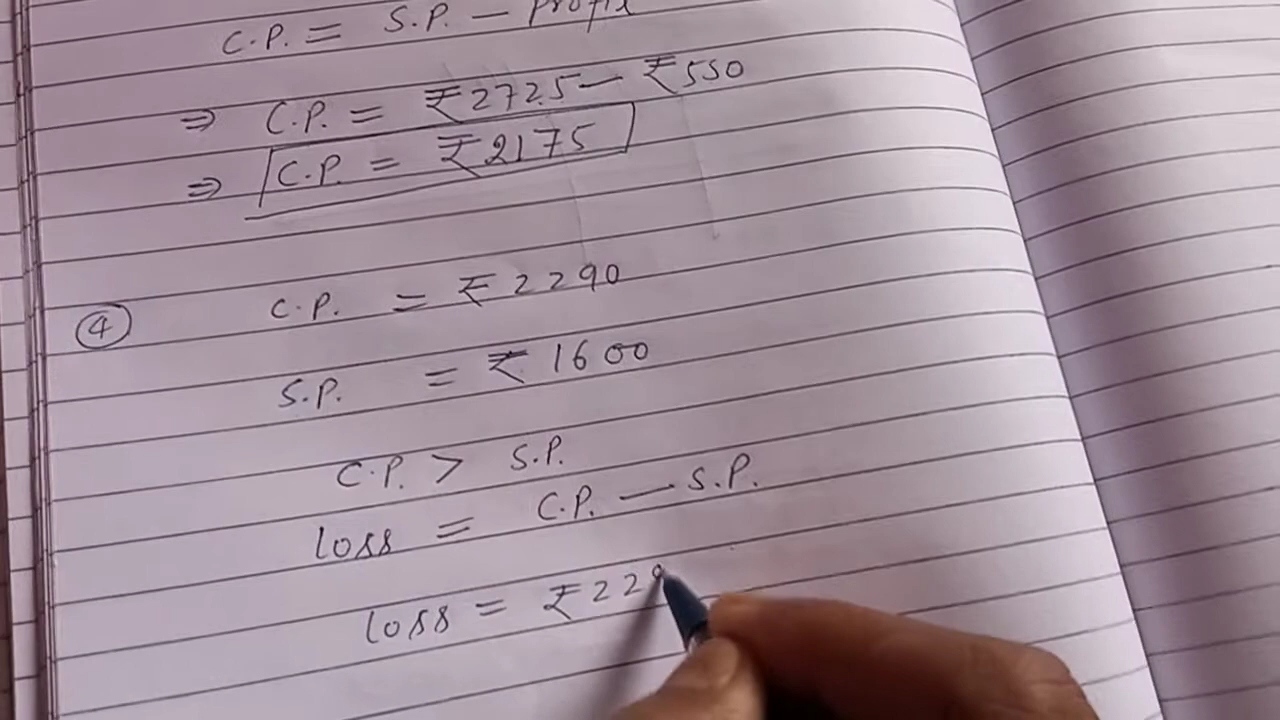 C.P. = S.P. — Profit
⇒ C.P. = ₹2725 — ₹550
⇒ C.P. = ₹2175
④ C.P. = ₹2290
S.P. = ₹1600
C.P. > S.P.
loss = C.P. — S.P.
loss = ₹229